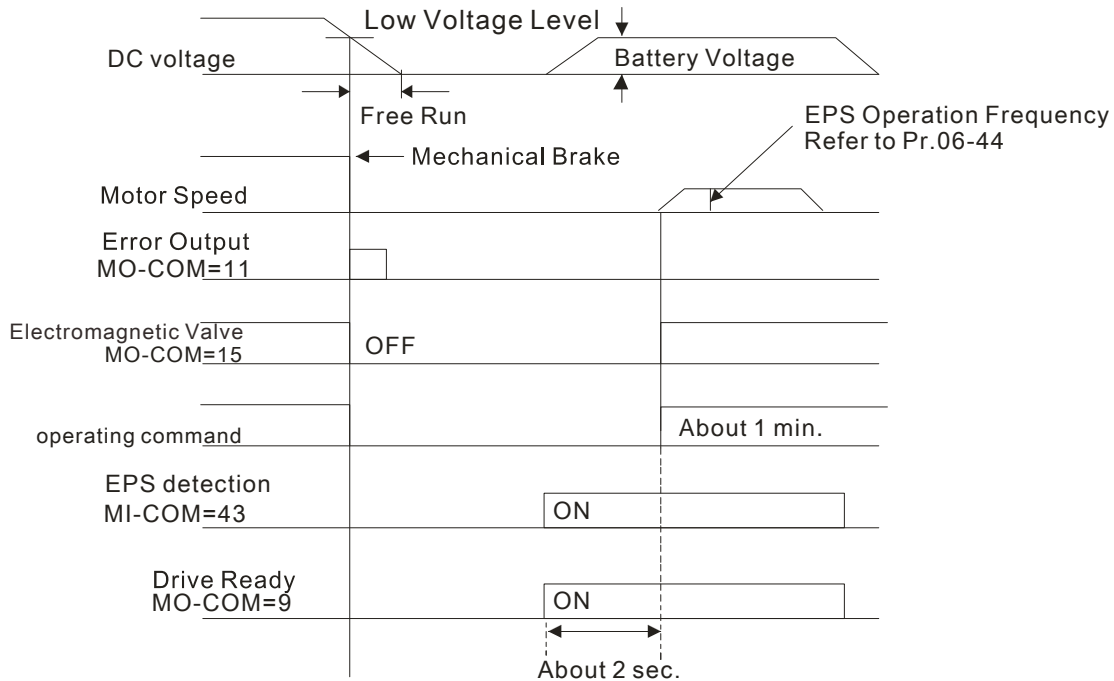 Low Voltage Level
DC voltage
Battery Voltage
Free Run
EPS Operation Frequency
Refer to Pr.06-44
Mechanical Brake
Motor Speed
Error Output
MO-COM=11
Electromagnetic Valve
MO-COM=15
OFF
operating command
About 1 min.
EPS detection
MI-COM=43
ON
Drive Ready
MO-COM=9
ON
About 2 sec.